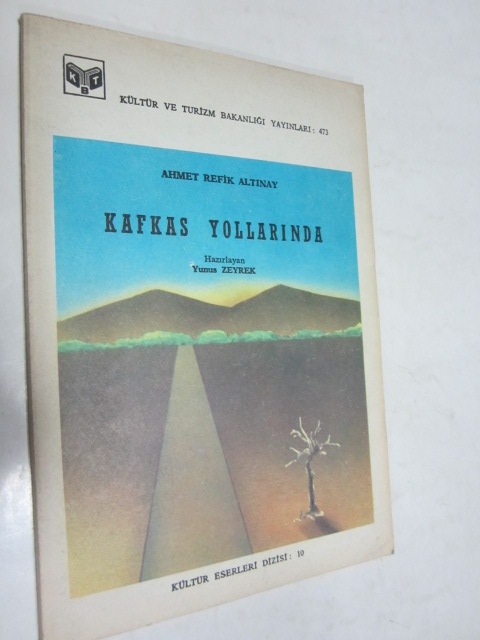 K T
B
KÜLTÜR VE TURİZM BAKANLIĞI YAYINLARI: 473
AHMET REFİK ALTINAY
KAFKAS YOLLARINDA
Hazırlayan
Yunus ZEYREK
KÜLTÜR ESERLERİ DİZİSİ: 10